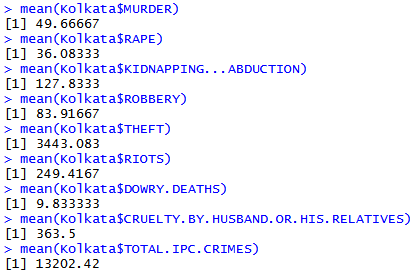 > mean(Kolkata$MURDER)
[1] 49.66667
> mean(Kolkata$RAPE)
[1] 36.08333
> mean(Kolkata$KIDNAPPING...ABDUCTION)
[1] 127.8333
> mean(Kolkata$ROBBERY)
[1] 83.91667
> mean(Kolkata$THEFT)
[1] 3443.083
> mean(Kolkata$RIOTS)
[1] 249.4167
> mean(Kolkata$DOWRY.DEATHS)
[1] 9.833333
> mean(Kolkata$CRUELTY.BY.HUSBAND.OR.HIS.RELATIVES)
[1] 363.5
> mean(Kolkata$TOTAL.IPC.CRIMES)
[1] 13202.42